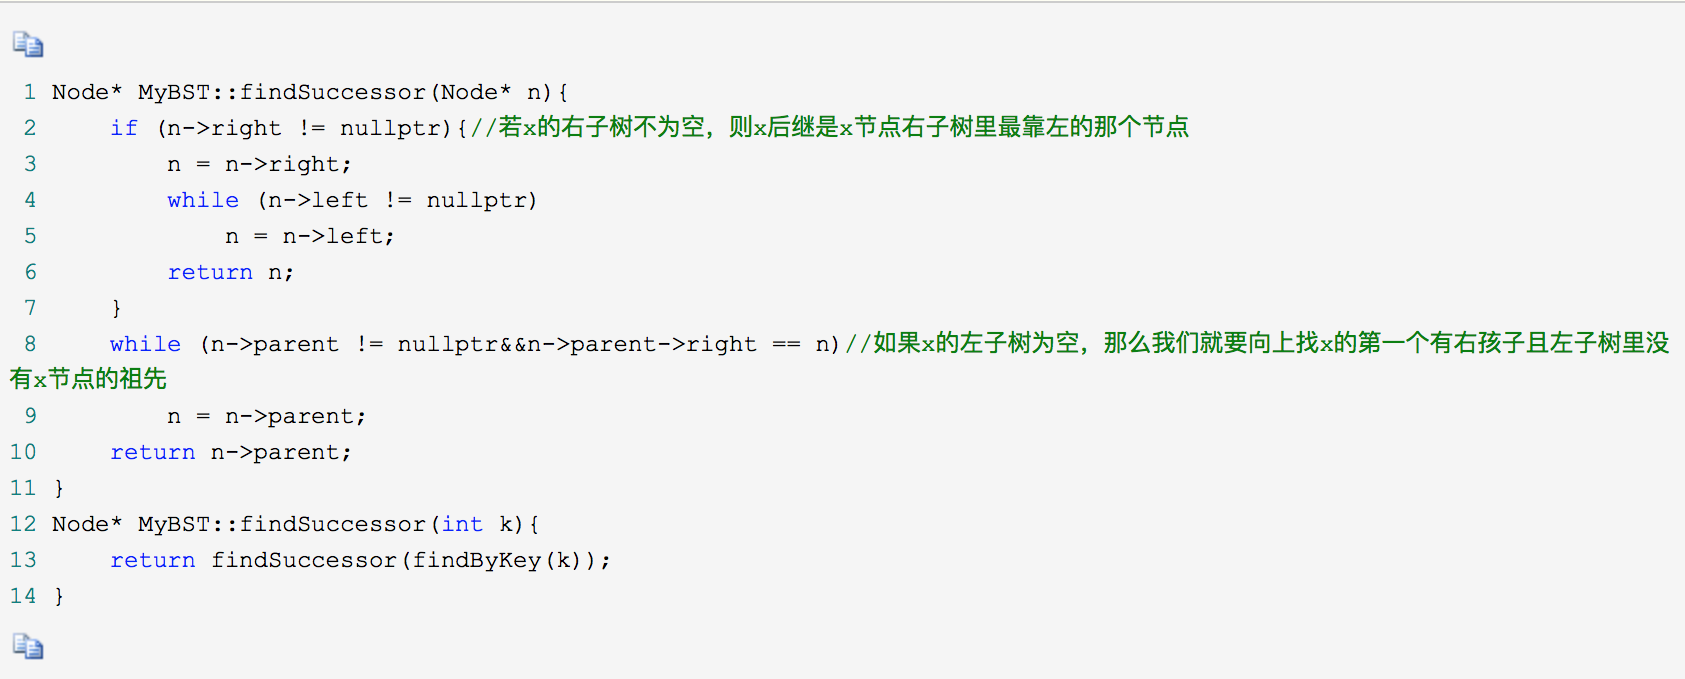 1 Node* MyBST::findSuccessor(Node* n){
2     if (n->right != nullptr){//若x的右子树不为空，则x后继是x节点右子树里最靠左的那个节点
3         n = n->right;
4         while (n->left != nullptr)
5             n = n->left;
6         return n;
7     }
8     while (n->parent != nullptr&&n->parent->right == n)//如果x的左子树为空，那么我们就要向上找x的第一个有右孩子且左子树里没
有x节点的祖先
9         n = n->parent;
10     return n->parent;
11 }
12 Node* MyBST::findSuccessor(int k){
13     return findSuccessor(findByKey(k));
14 }